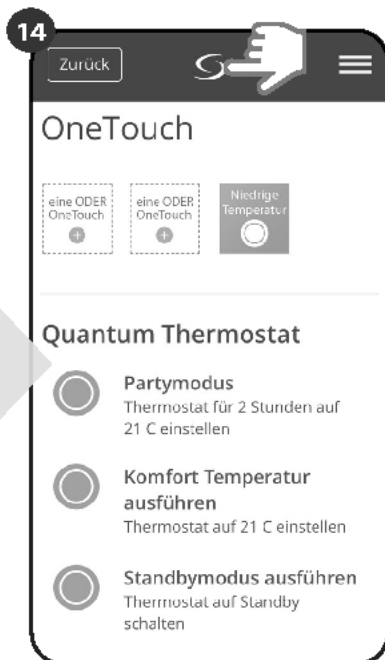 14
Zurück
OneTouch
eine ODER
OneTouch
eine ODER
OneTouch
Niedrige
Temperatur
Quantum Thermostat
Partymodus
Thermostat für 2 Stunden auf
21 C einstellen
Komfort Temperatur
ausführen
Thermostat auf 21 C einstellen
Standbymodus ausführen
Thermostat auf Standby
schalten